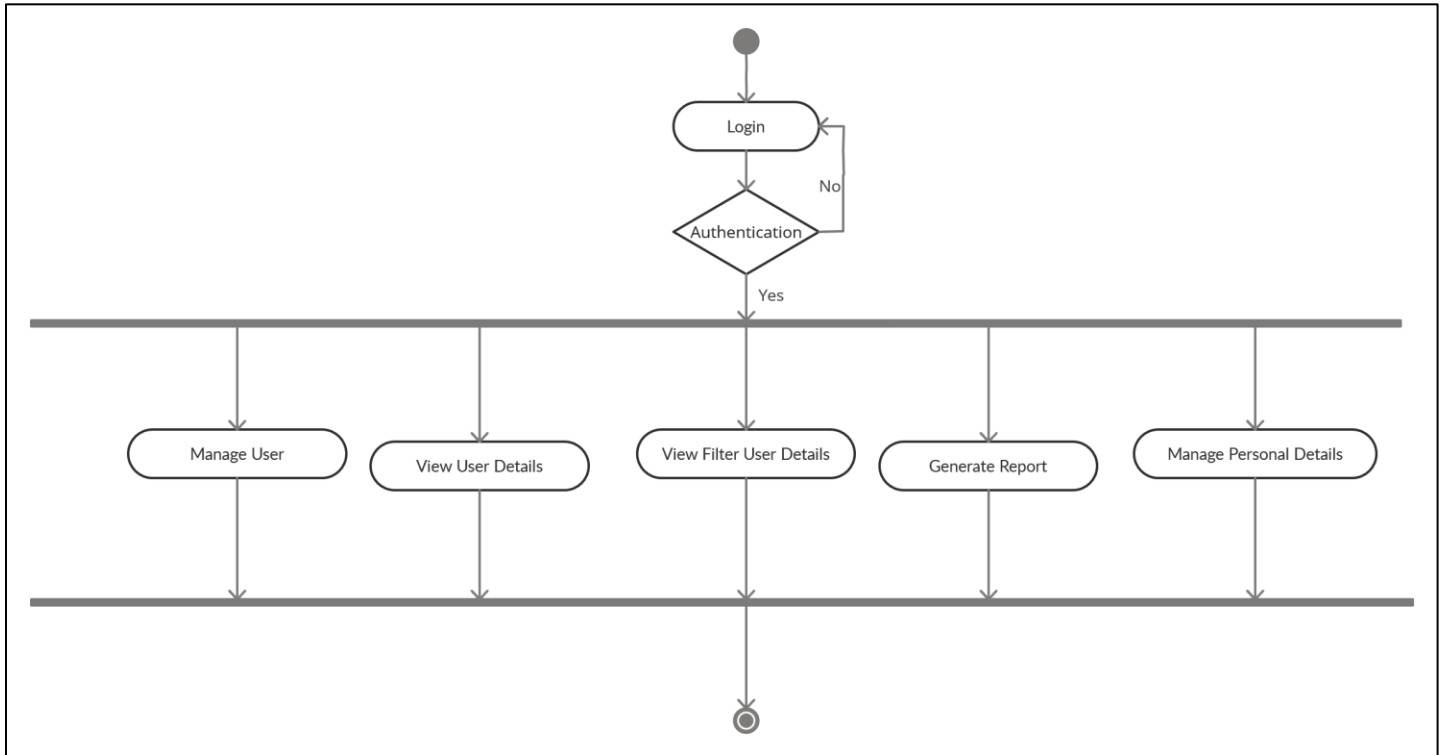 Login
No
Authentication
Yes
Manage User
View User Details
View Filter User Details
Generate Report
Manage Personal Details